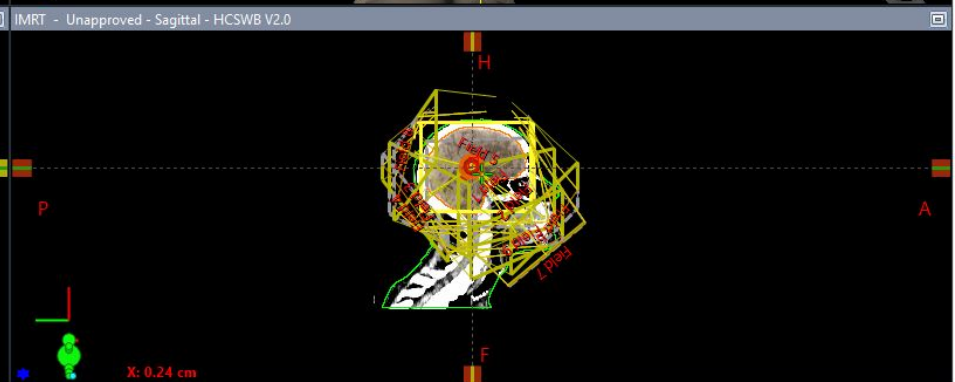 IMRT - Unapproved - Sagittal - HCSWB V2.0
H
P
A
Field 5
Field 7
F
X: 0.24 cm